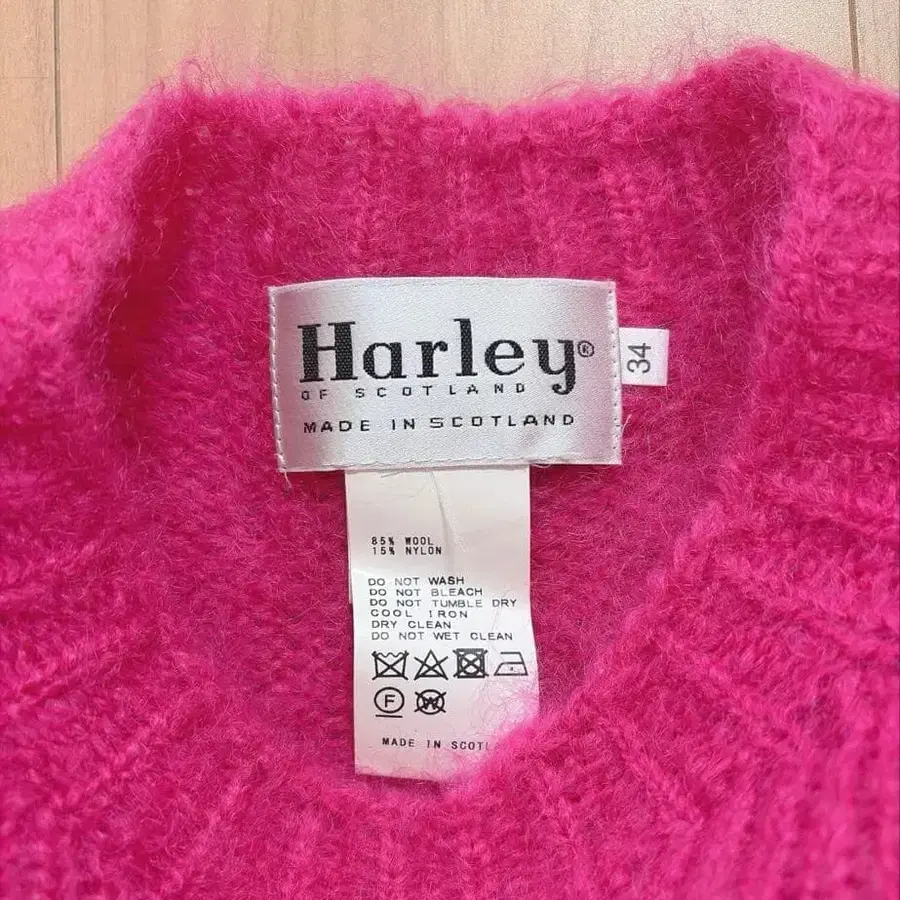 Harley®
OF SCOTLAND
MADE IN SCOTLAND
34
85% WOOL
15% NYLON
DO NOT WASH
DO NOT BLEACH
DO NOT TUMBLE DRY
COOL IRON
DRY CLEAN
DO NOT WET CLEAN
F W
MADE IN SCOTL